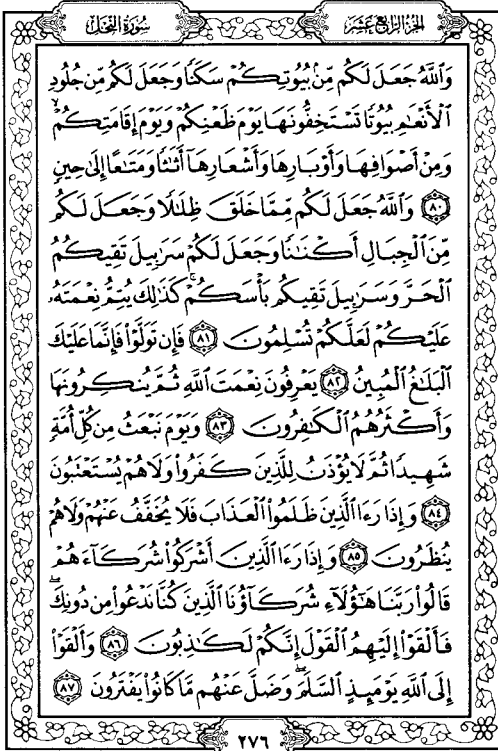 الجزء الرابع عشر
سورة النحل
وَٱللَّهُ جَعَلَ لَكُم مِّنۢ بُيُوتِكُمْ سَكَنًا وَجَعَلَ لَكُم مِّن جُلُودِ
ٱلْأَنْعَٰمِ بُيُوتًا تَسْتَخِفُّونَهَا يَوْمَ ظَعْنِكُمْ وَيَوْمَ إِقَامَتِكُمْ ۙ
وَمِنْ أَصْوَافِهَا وَأَوْبَارِهَا وَأَشْعَارِهَآ أَثَٰثًا وَمَتَٰعًا إِلَىٰ حِينٍ
٨٠ وَٱللَّهُ جَعَلَ لَكُم مِّمَّا خَلَقَ ظِلَٰلًا وَجَعَلَ لَكُم
مِّنَ ٱلْجِبَالِ أَكْنَٰنًا وَجَعَلَ لَكُمْ سَرَٰبِيلَ تَقِيكُمُ
ٱلْحَرَّ وَسَرَٰبِيلَ تَقِيكُم بَأْسَكُمْ ۚ كَذَٰلِكَ يُتِمُّ نِعْمَتَهُۥ
عَلَيْكُمْ لَعَلَّكُمْ تُسْلِمُونَ ٨١ فَإِن تَوَلَّوْا۟ فَإِنَّمَا عَلَيْكَ
ٱلْبَلَٰغُ ٱلْمُبِينُ ٨٢ يَعْرِفُونَ نِعْمَتَ ٱللَّهِ ثُمَّ يُنكِرُونَهَا
وَأَكْثَرُهُمُ ٱلْكَٰفِرُونَ ٨٣ وَيَوْمَ نَبْعَثُ مِن كُلِّ أُمَّةٍ
شَهِيدًا ثُمَّ لَا يُؤْذَنُ لِلَّذِينَ كَفَرُوا۟ وَلَا هُمْ يُسْتَعْتَبُونَ
٨٤ وَإِذَا رَءَا ٱلَّذِينَ ظَلَمُوا۟ ٱلْعَذَابَ فَلَا يُخَفَّفُ عَنْهُمْ وَلَا هُمْ
يُنظَرُونَ ٨٥ وَإِذَا رَءَا ٱلَّذِينَ أَشْرَكُوا۟ شُرَكَآءَهُمْ
قَالُوا۟ رَبَّنَا هَٰٓؤُلَآءِ شُرَكَآؤُنَا ٱلَّذِينَ كُنَّا نَدْعُوا۟ مِن دُونِكَ ۖ
فَأَلْقَوْا۟ إِلَيْهِمُ ٱلْقَوْلَ إِنَّكُمْ لَكَٰذِبُونَ ٨٦ وَأَلْقَوْا۟
إِلَى ٱللَّهِ يَوْمَئِذٍ ٱلسَّلَمَ ۖ وَضَلَّ عَنْهُم مَّا كَانُوا۟ يَفْتَرُونَ ٨٧
٢٧٦